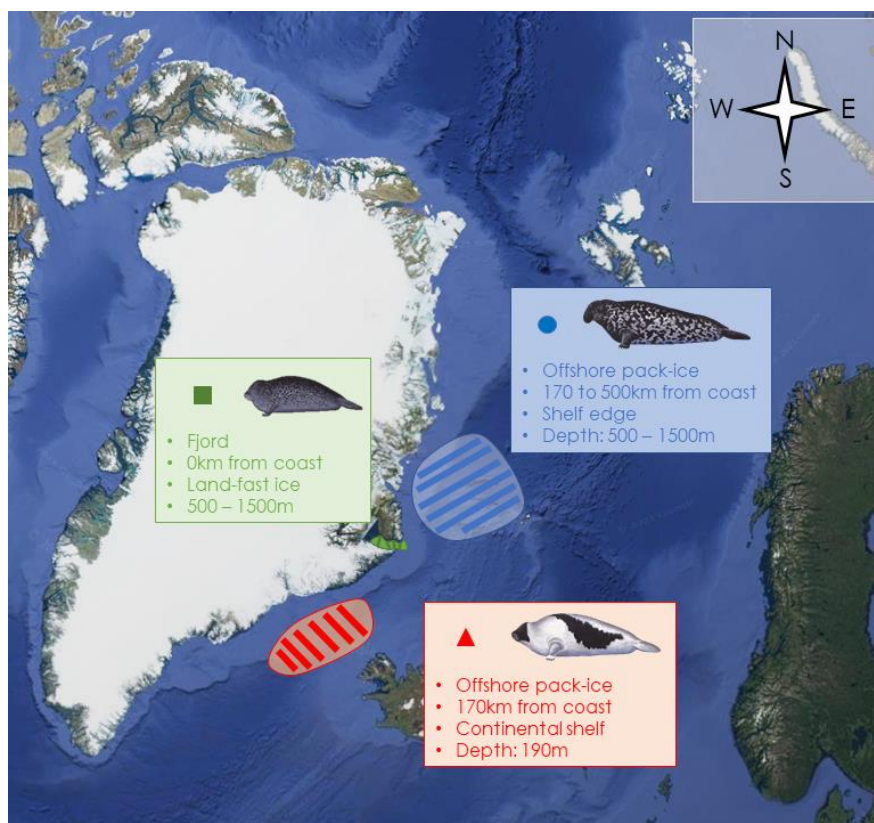 N
W E
S
• Offshore pack-ice
• 170 to 500km from coast
• Shelf edge
• Depth: 500 – 1500m
• Fjord
• 0km from coast
• Land-fast ice
• 500 – 1500m
• Offshore pack-ice
• 170km from coast
• Continental shelf
• Depth: 190m